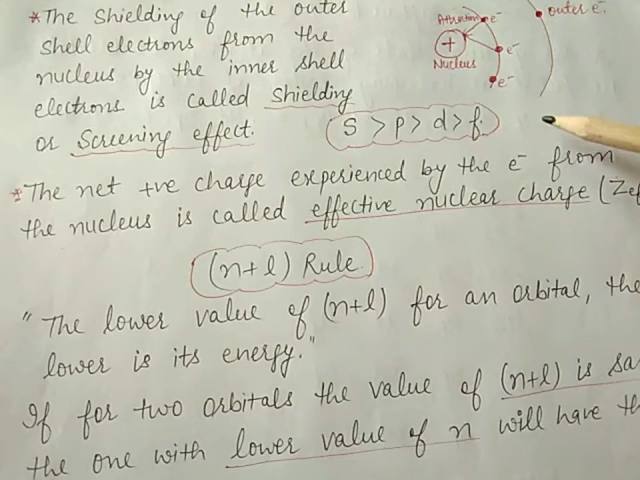 * The Shielding of the outer
shell electrons from the
nucleus by the inner shell
electrons is called Shielding
or Screening effect.
Attraction e⁻
+ e⁻
Nucleus
e⁻
outer e⁻.
S > p > d > f.
* The net +ve charge experienced by the e⁻ from
the nucleus is called effective nuclear charge (Zef
(n+l) Rule.
" The lower value of (n+l) for an orbital, the
lower is its energy."
If for two orbitals the value of (n+l) is sa
the one with lower value of n will have th